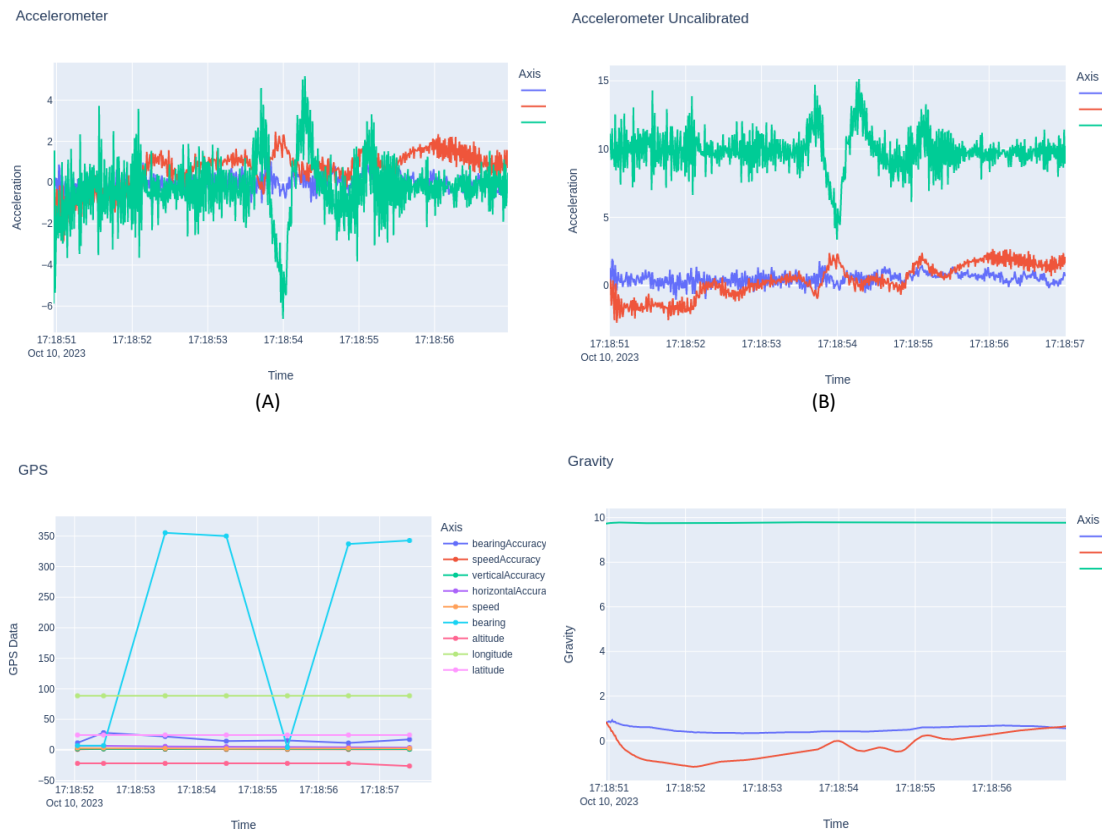 Accelerometer
Axis
4
2
0
−2
−4
−6
Acceleration
17:18:51 17:18:52 17:18:53 17:18:54 17:18:55 17:18:56
Oct 10, 2023
Time
(A)
Accelerometer Uncalibrated
Axis
15
10
5
0
Acceleration
17:18:51 17:18:52 17:18:53 17:18:54 17:18:55 17:18:56 17:18:57
Oct 10, 2023
Time
(B)
GPS
Axis
bearingAccuracy
speedAccuracy
verticalAccuracy
horizontalAccura
speed
bearing
altitude
longitude
latitude
350
300
250
200
150
100
50
0
−50
GPS Data
17:18:52 17:18:53 17:18:54 17:18:55 17:18:56 17:18:57
Oct 10, 2023
Time
Gravity
Axis
10
8
6
4
2
0
Gravity
17:18:51 17:18:52 17:18:53 17:18:54 17:18:55 17:18:56
Oct 10, 2023
Time